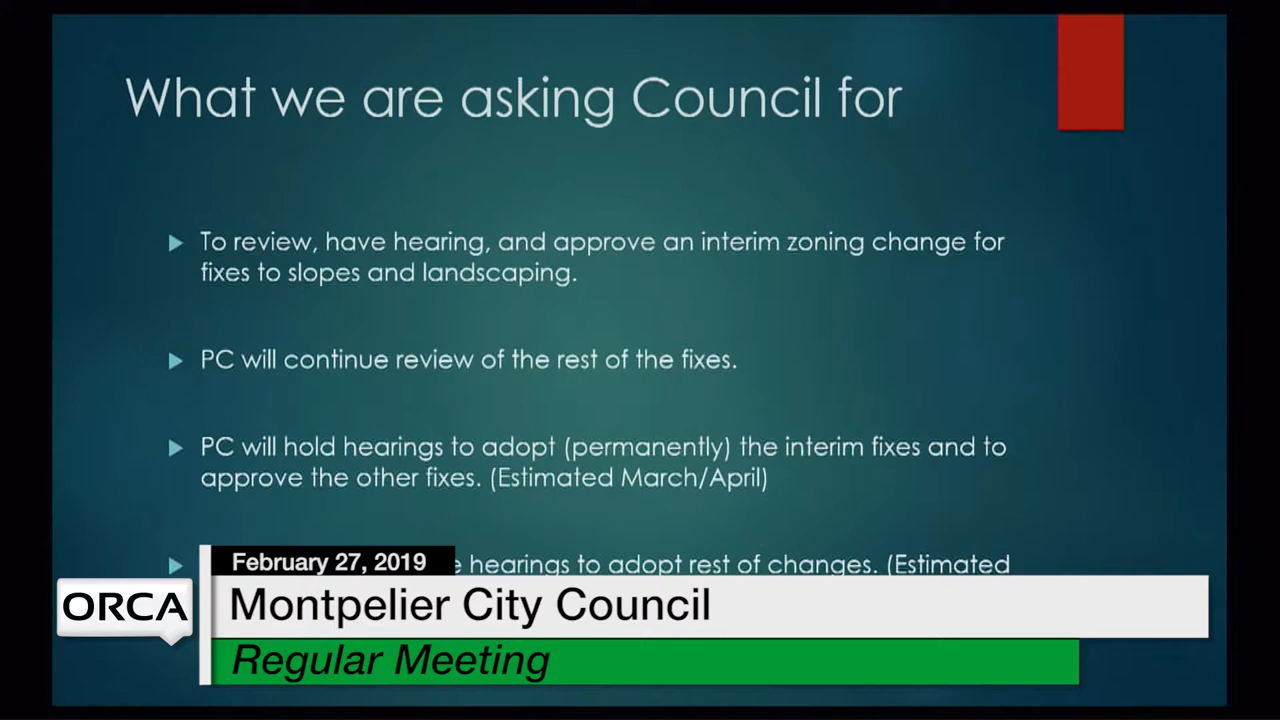 What we are asking Council for
To review, have hearing, and approve an interim zoning change for
fixes to slopes and landscaping.
PC will continue review of the rest of the fixes.
PC will hold hearings to adopt (permanently) the interim fixes and to
approve the other fixes. (Estimated March/April)
hearings to adopt rest of changes. (Estimated
February 27, 2019
ORCA
Montpelier City Council
Regular Meeting